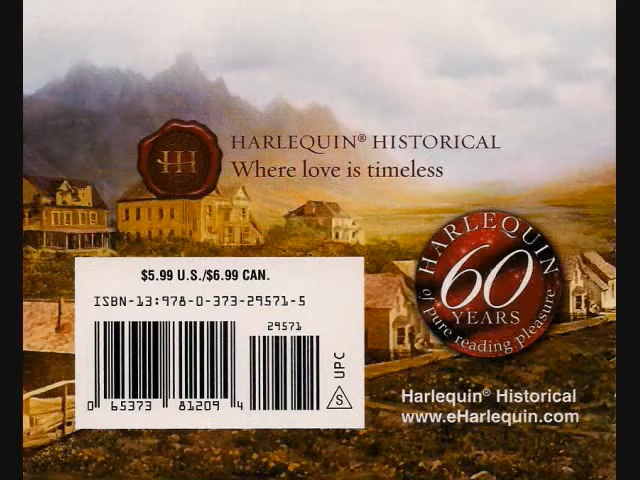 HH
HARLEQUIN® HISTORICAL
Where love is timeless
HARLEQUIN
60
YEARS
of pure reading pleasure
$5.99 U.S./$6.99 CAN.
ISBN-13:978-0-373-29571-5
29571
0 65373 81209 4
UPC
S
Harlequin® Historical
www.eHarlequin.com